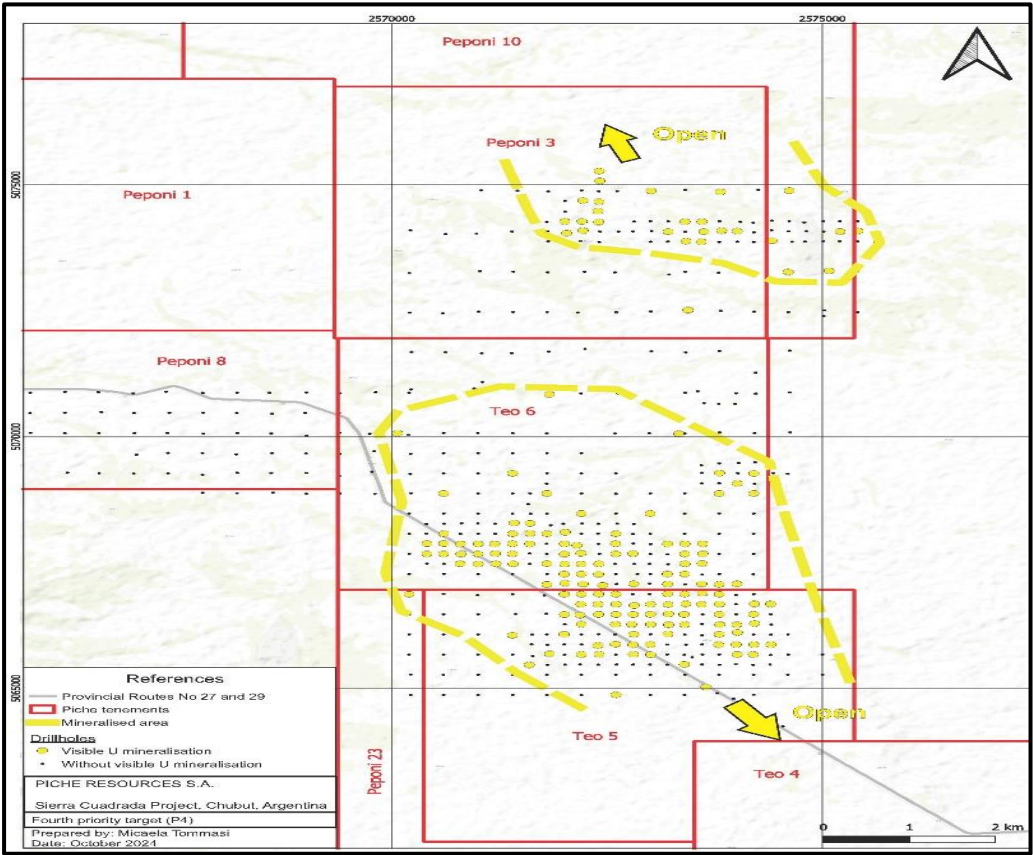 2570000
2575000
Peponi 10
Open
Peponi 3
5075000
Peponi 1
Peponi 8
Teo 6
5070000
References
Provincial Routes No 27 and 29
Piche tenements
Mineralised area
Drillholes
Visible U mineralisation
Without visible U mineralisation
5065000
Open
Teo 5
Peponi 23
Teo 4
PICHE RESOURCES S.A.
Sierra Cuadrada Project, Chubut, Argentina
Fourth priority target (P4)
Prepared by: Micaela Tommasi
Date: October 2024
0 1 2 km